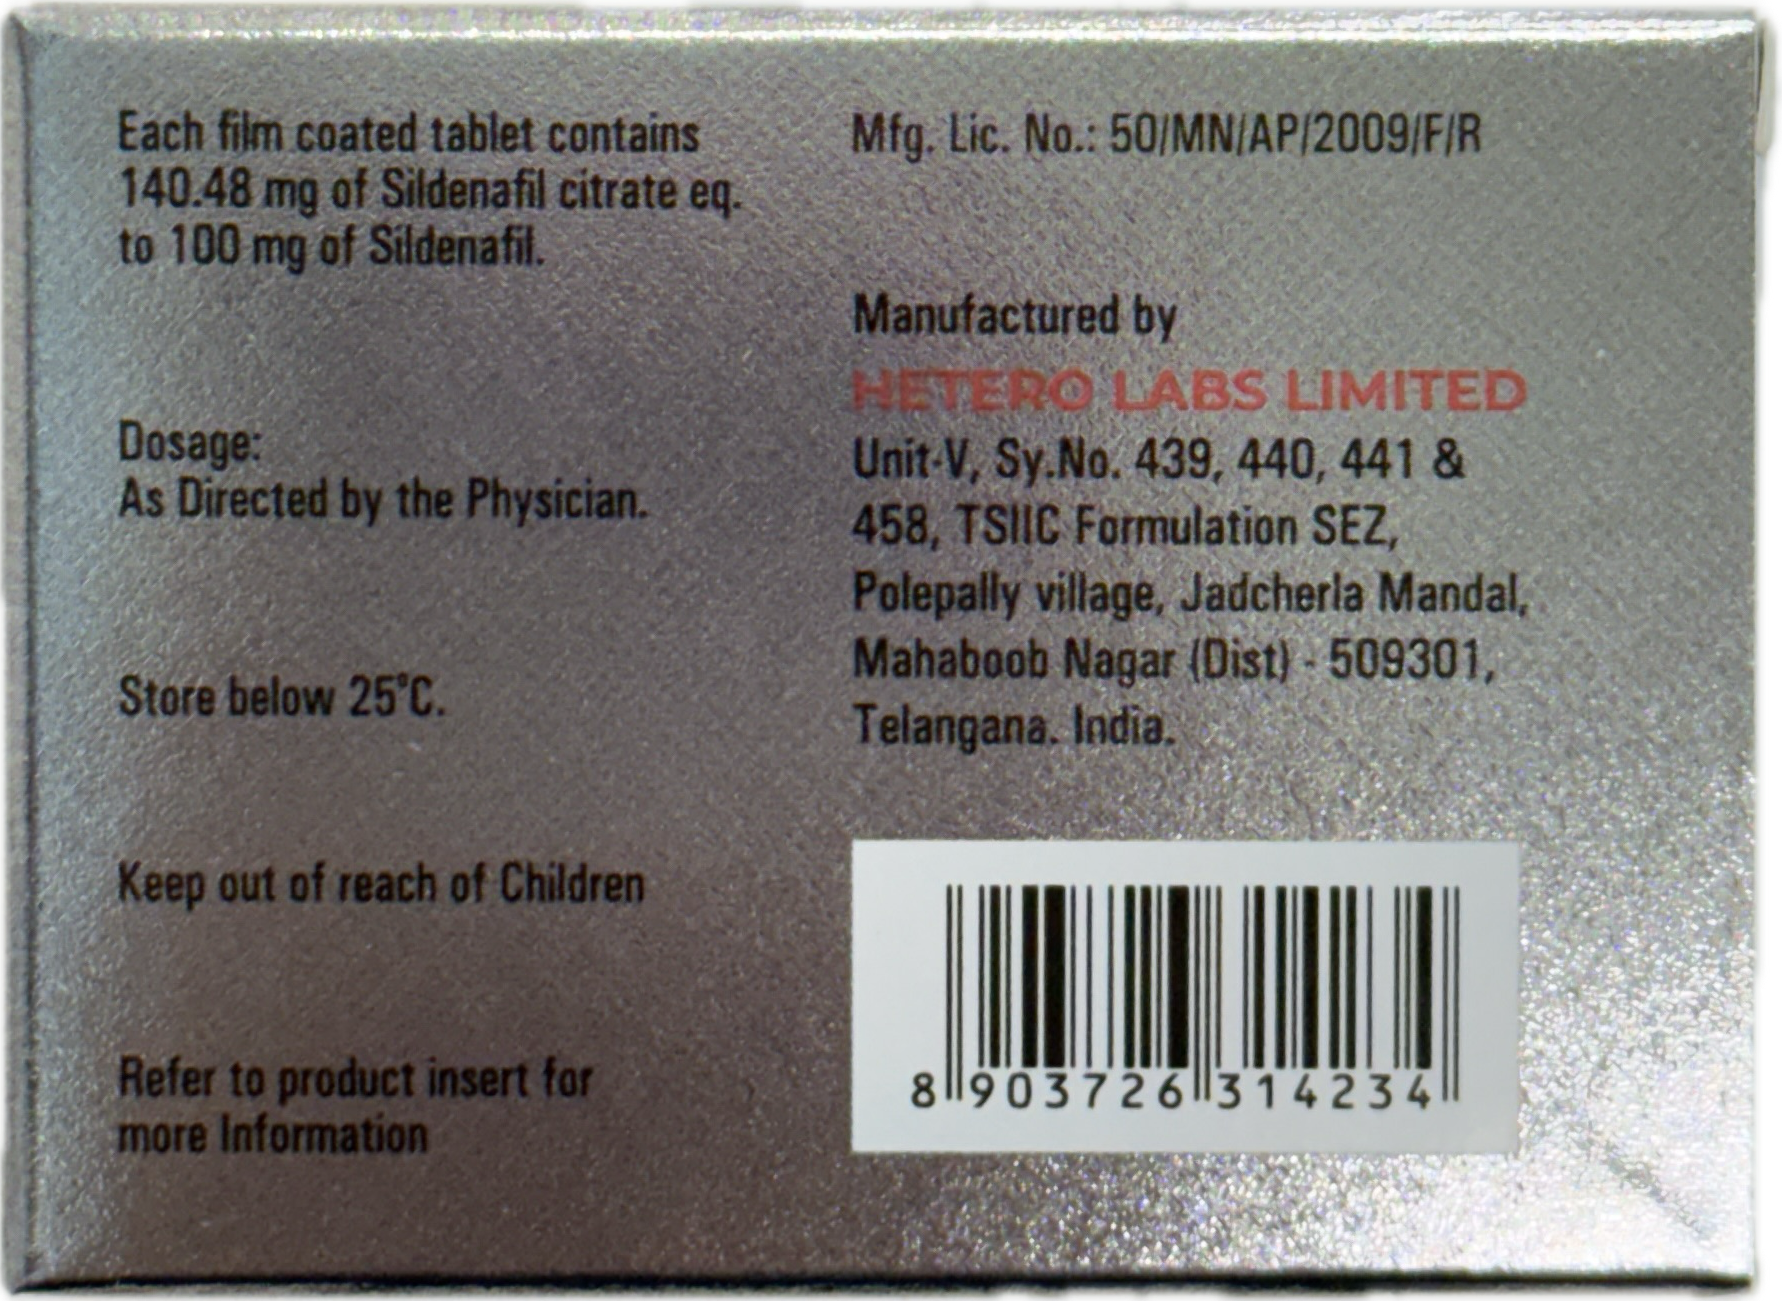 Each film coated tablet contains
140.48 mg of Sildenafil citrate eq.
to 100 mg of Sildenafil.
Dosage:
As Directed by the Physician.
Store below 25°C.
Keep out of reach of Children
Refer to product insert for
more Information
Mfg. Lic. No.: 50/MN/AP/2009/F/R
Manufactured by
HETERO LABS LIMITED
Unit-V, Sy.No. 439, 440, 441 &
458, TSIIC Formulation SEZ,
Polepally village, Jadcherla Mandal,
Mahaboob Nagar (Dist) - 509301,
Telangana. India.
8 903726 314234